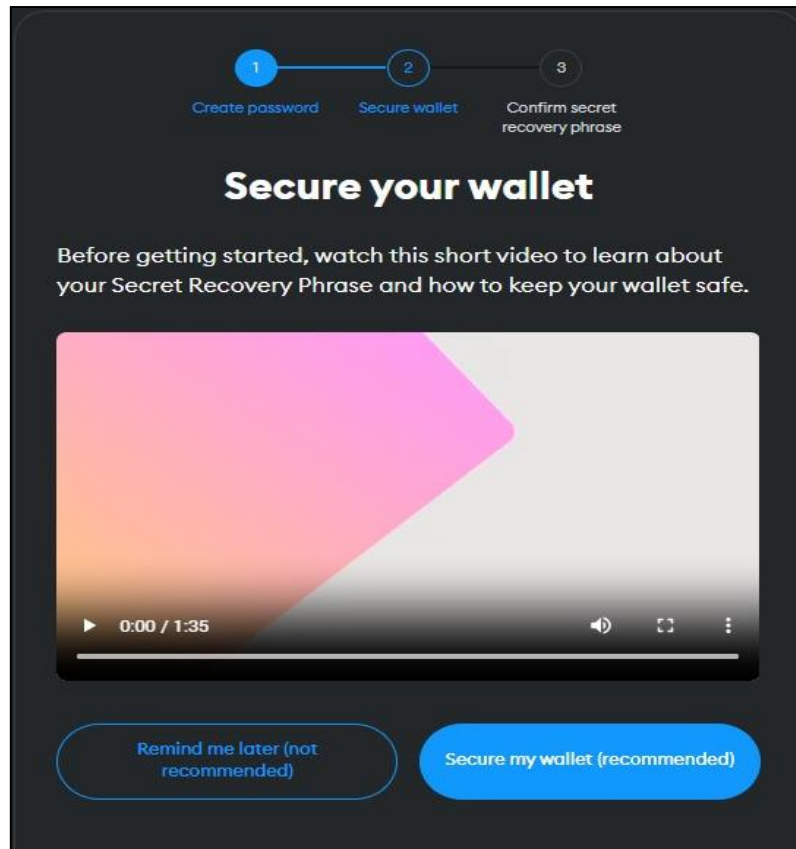 1
2
3
Create password
Secure wallet
Confirm secret
recovery phrase
Secure your wallet
Before getting started, watch this short video to learn about
your Secret Recovery Phrase and how to keep your wallet safe.
0:00 / 1:35
Remind me later (not
recommended)
Secure my wallet (recommended)